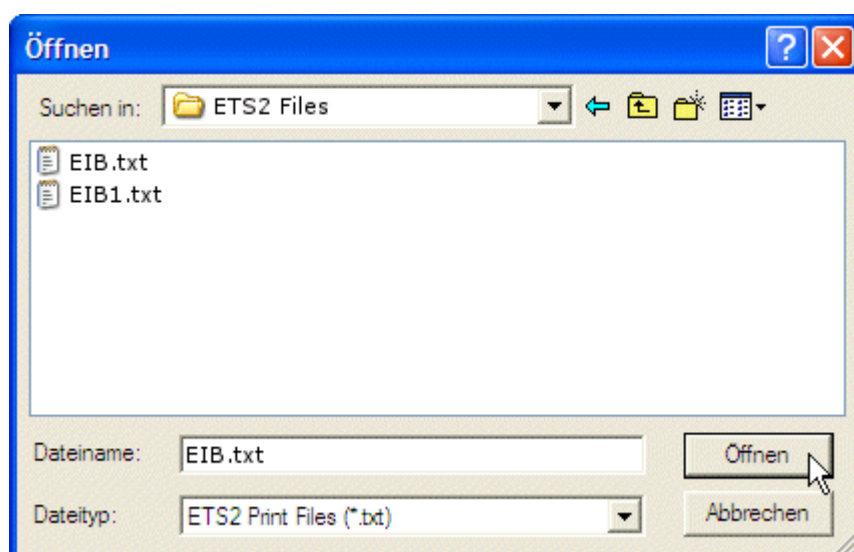 Öffnen
Suchen in: ETS2 Files
EIB.txt
EIB1.txt
Dateiname: EIB.txt Öffnen
Dateityp: ETS2 Print Files (*.txt) Abbrechen